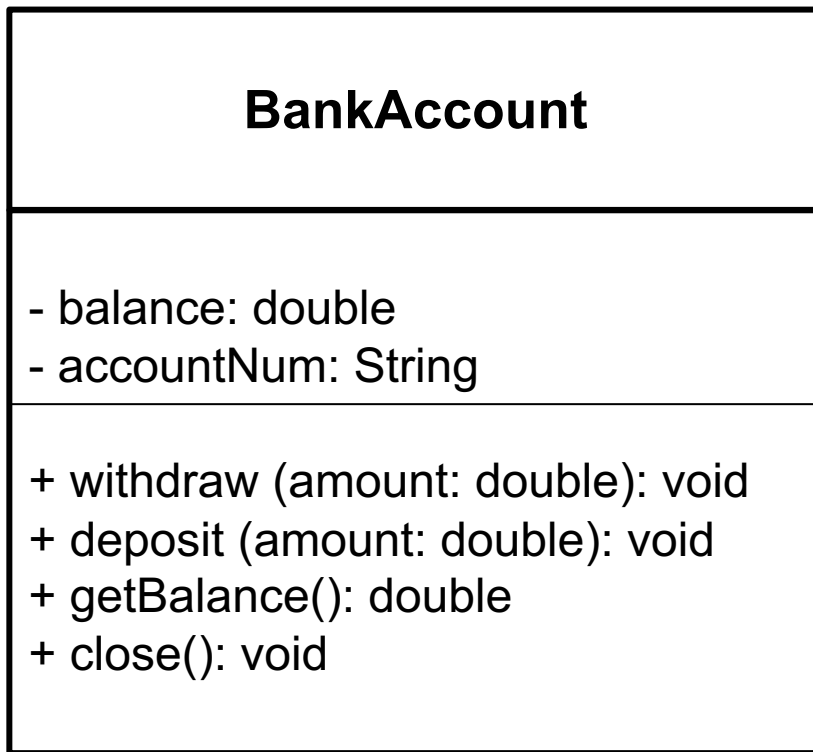 BankAccount
- balance: double
- accountNum: String
+ withdraw (amount: double): void
+ deposit (amount: double): void
+ getBalance(): double
+ close(): void